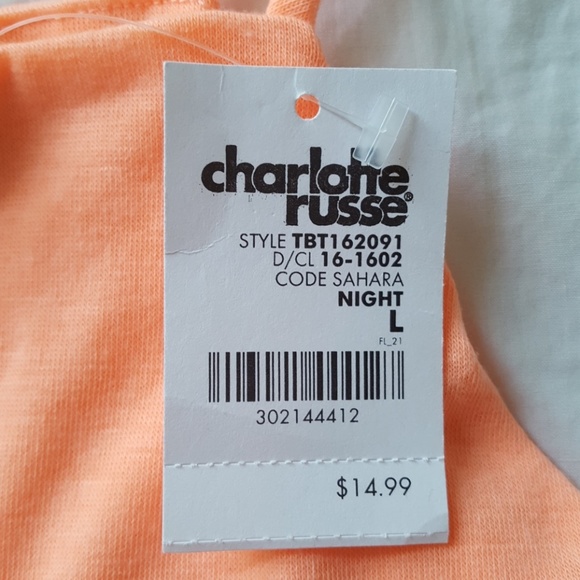 charlotte
russe®
STYLE TBT162091
D/CL 16-1602
CODE SAHARA
NIGHT
L
FL_21
302144412
$14.99